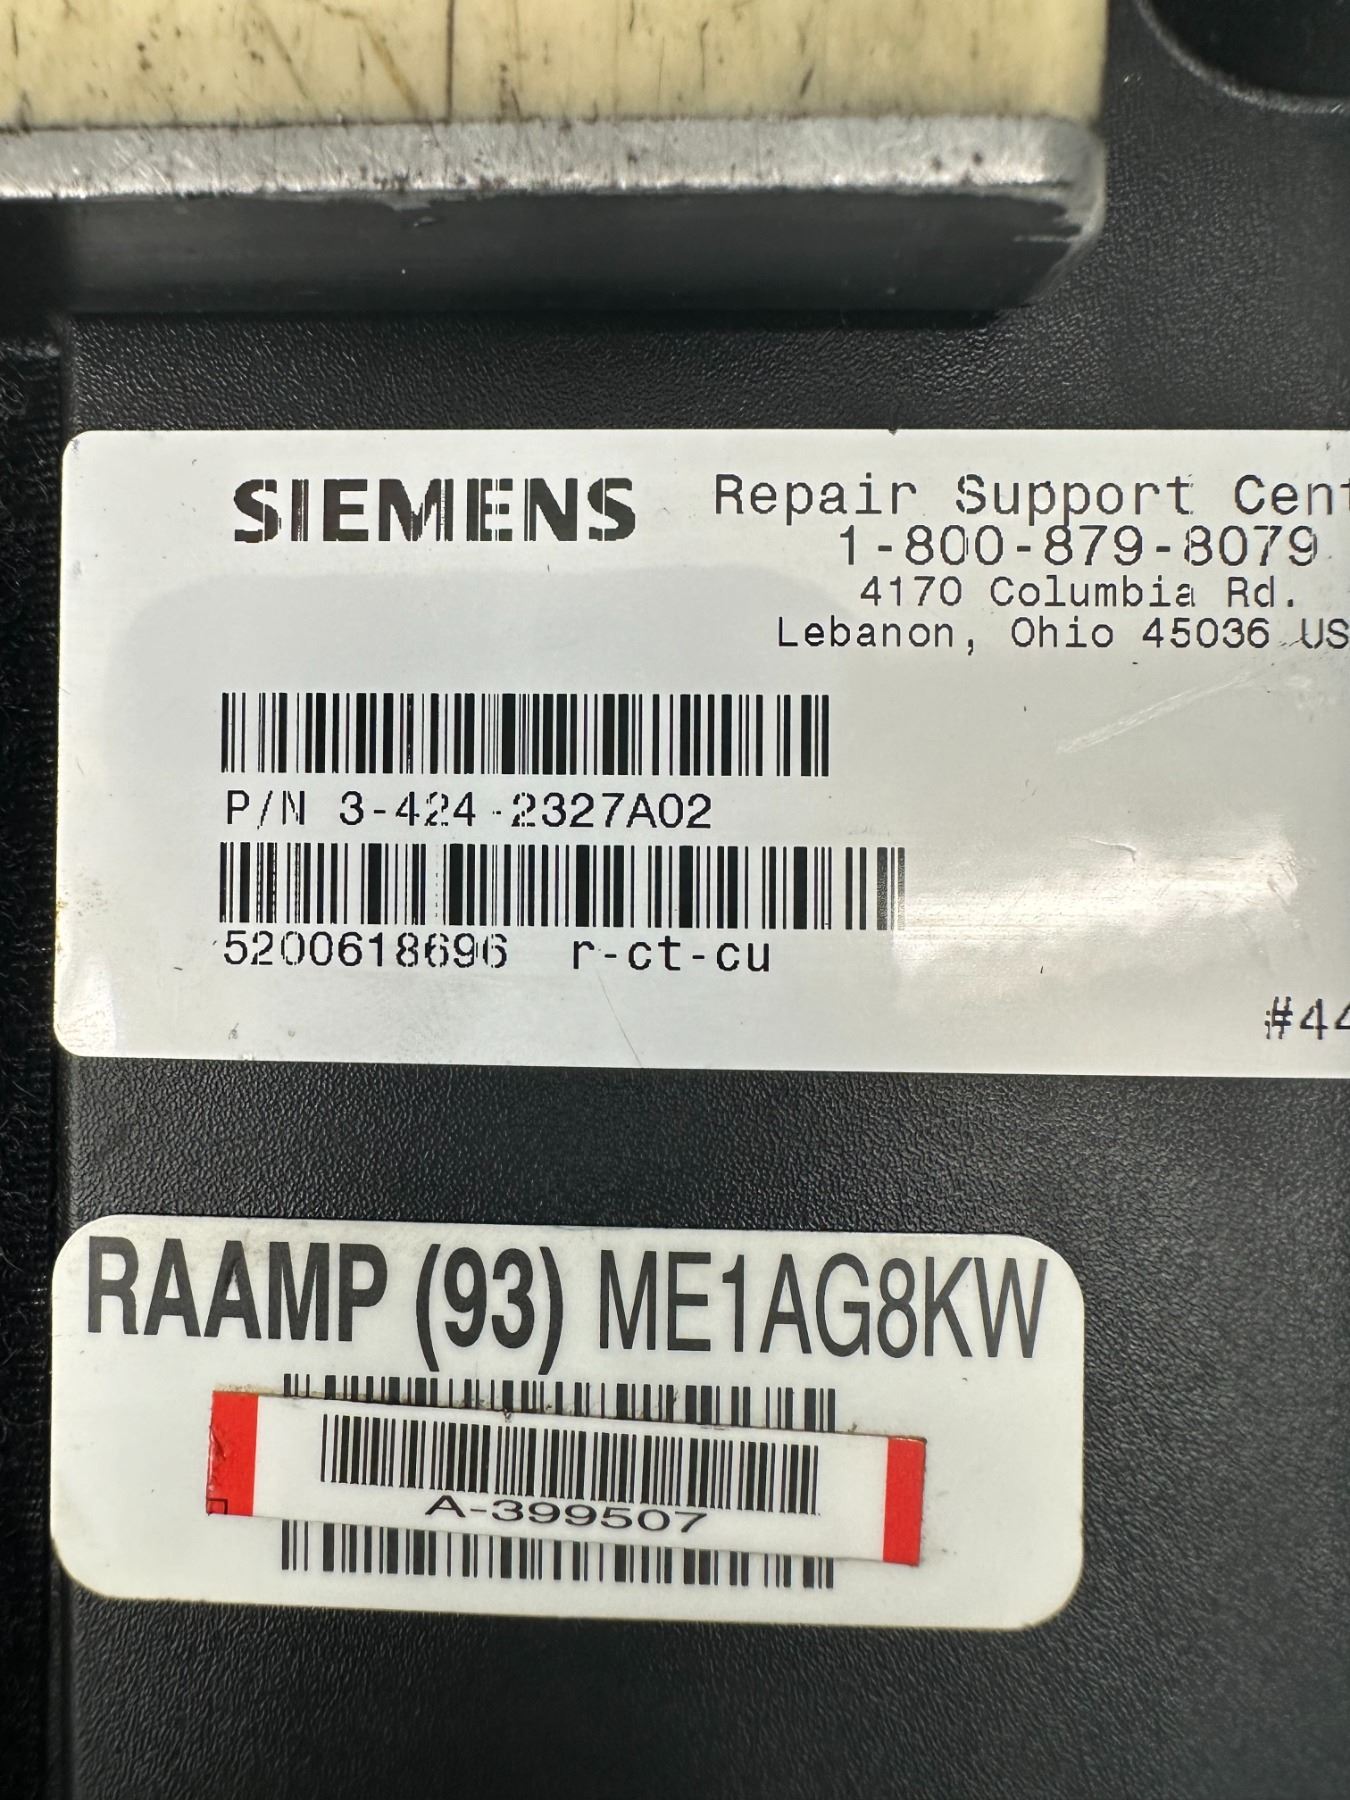 SIEMENS
Repair Support Cent
1-800-879-8079
4170 Columbia Rd.
Lebanon, Ohio 45036 US
P/N 3-424-2327A02
5200618696 r-ct-cu
#44
RAAMP (93) ME1AG8KW
A-399507